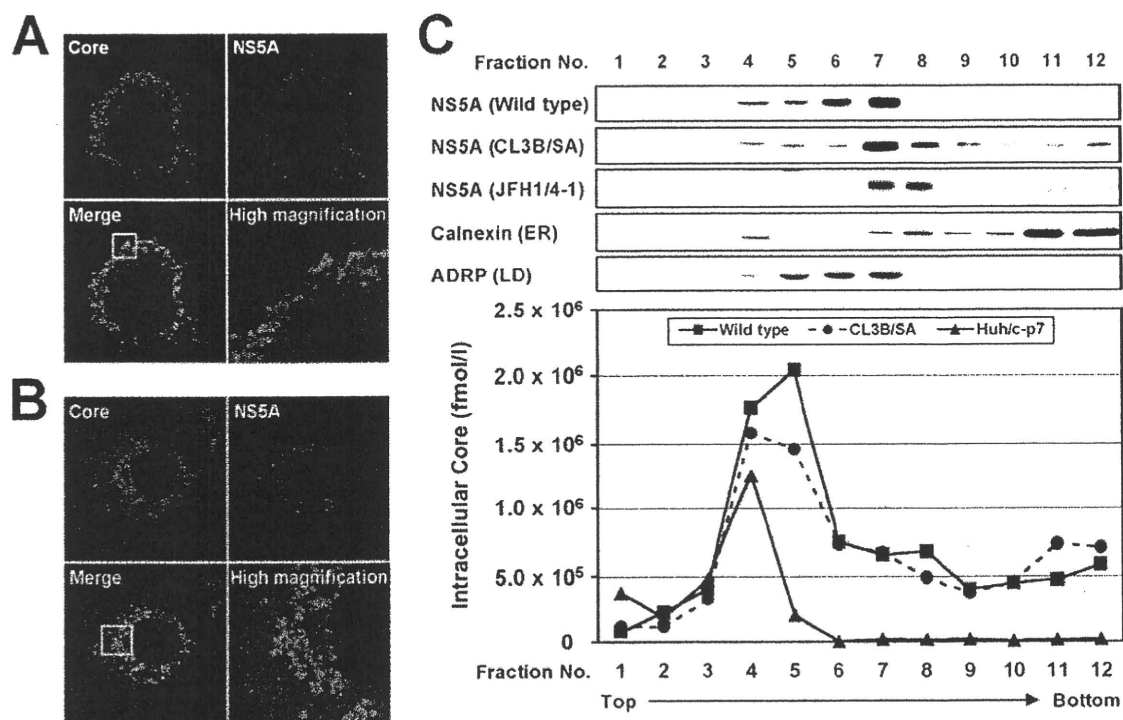 A
Core
NS5A
Merge
High magnification
B
Core
NS5A
Merge
High magnification
C
Fraction No. 1 2 3 4 5 6 7 8 9 10 11 12
NS5A (Wild type)
NS5A (CL3B/SA)
NS5A (JFH1/4-1)
Calnexin (ER)
ADRP (LD)
Wild type CL3B/SA Huh/c-p7
Intracellular Core (fmol/l)
2.5 x 10⁶
2.0 x 10⁶
1.5 x 10⁶
1.0 x 10⁶
5.0 x 10⁵
0
Fraction No. 1 2 3 4 5 6 7 8 9 10 11 12
Top Bottom